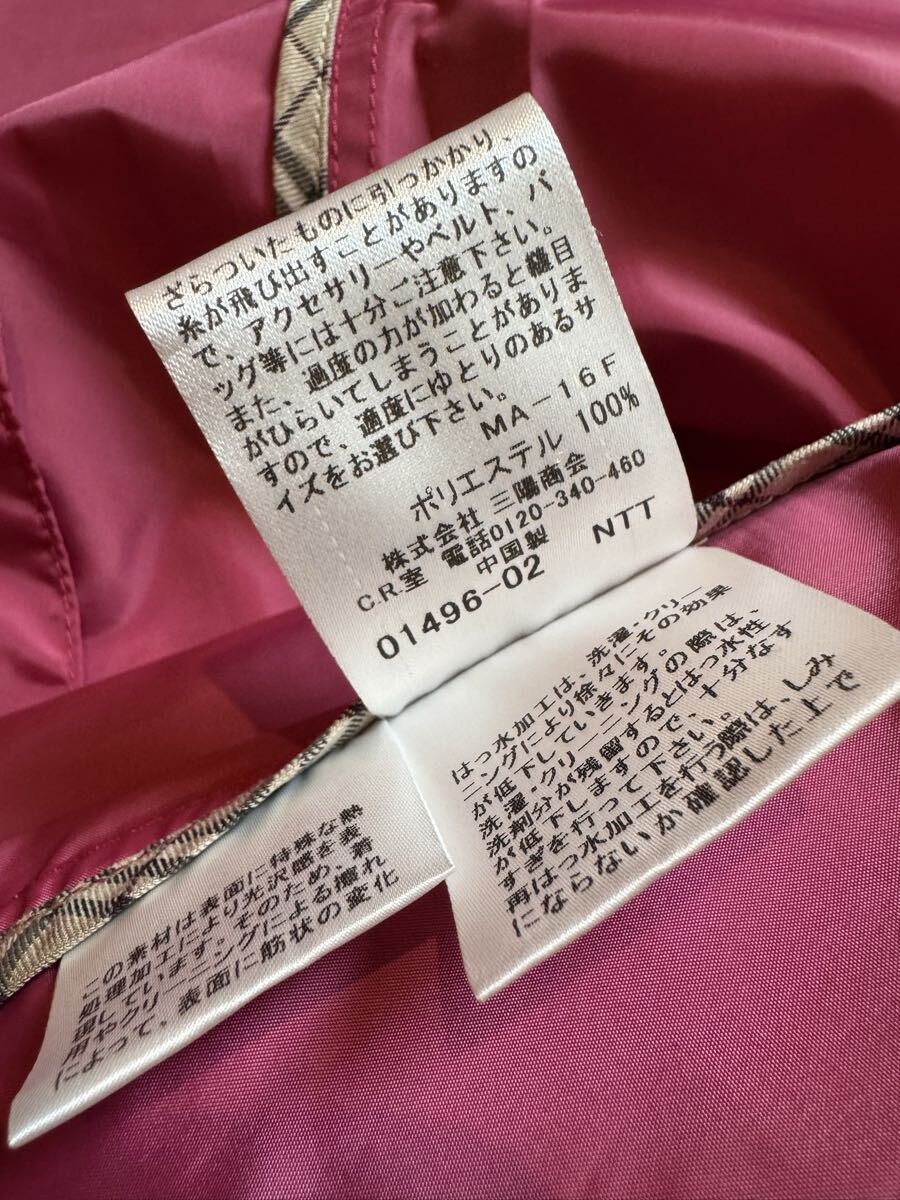 ざらついたものに引っかかり、
糸が飛び出すことがありますの
で、アクセサリーやベルト、バ
ッグ等には十分ご注意下さい。
また、過度の力が加わると縫目
がひらいてしまうことがありま
すので、適度にゆとりのあるサ
イズをお選び下さい。
MA-16F
ポリエステル 100%
株式会社 三陽商会
C.R.室 電話0120-340-460
中国製
01496-02 NTT
はっ水加工は、洗濯・クリー
ニングにより徐々にその効果
が低下していきます。
洗濯・クリーニングの際は、
洗剤分が残留するとはっ水性
が低下しますので、十分なす
すぎを行って下さい。
再はっ水加工を行う際は、しみ
にならないか確認した上で
この素材は表面に特殊な熱
処理加工により光沢感を表
現しています。そのため、着
用やクリーニングによる擦れ
によって、表面に筋状の変化